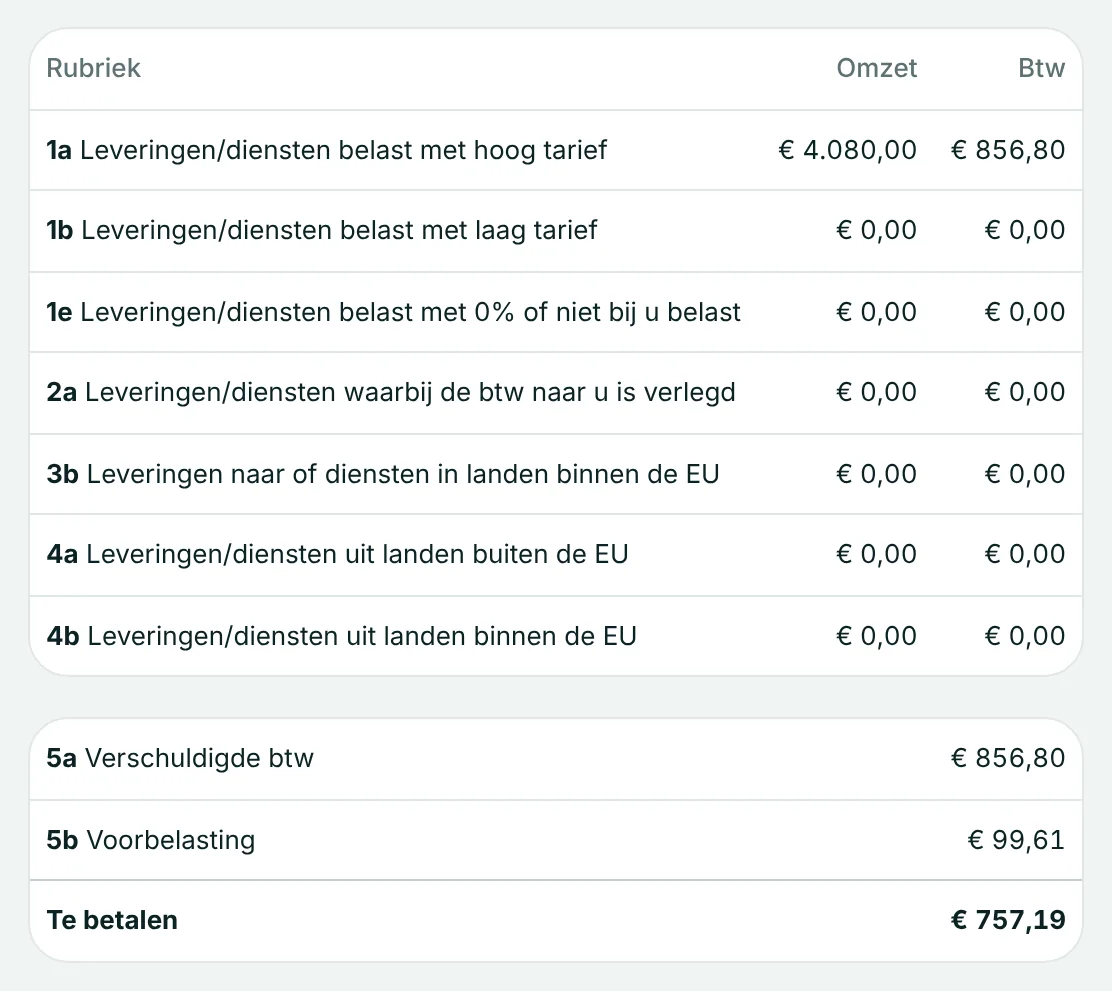 Rubriek Omzet Btw
1a Leveringen/diensten belast met hoog tarief € 4.080,00 € 856,80
1b Leveringen/diensten belast met laag tarief € 0,00 € 0,00
1e Leveringen/diensten belast met 0% of niet bij u belast € 0,00 € 0,00
2a Leveringen/diensten waarbij de btw naar u is verlegd € 0,00 € 0,00
3b Leveringen naar of diensten in landen binnen de EU € 0,00 € 0,00
4a Leveringen/diensten uit landen buiten de EU € 0,00 € 0,00
4b Leveringen/diensten uit landen binnen de EU € 0,00 € 0,00
5a Verschuldigde btw € 856,80
5b Voorbelasting € 99,61
Te betalen € 757,19